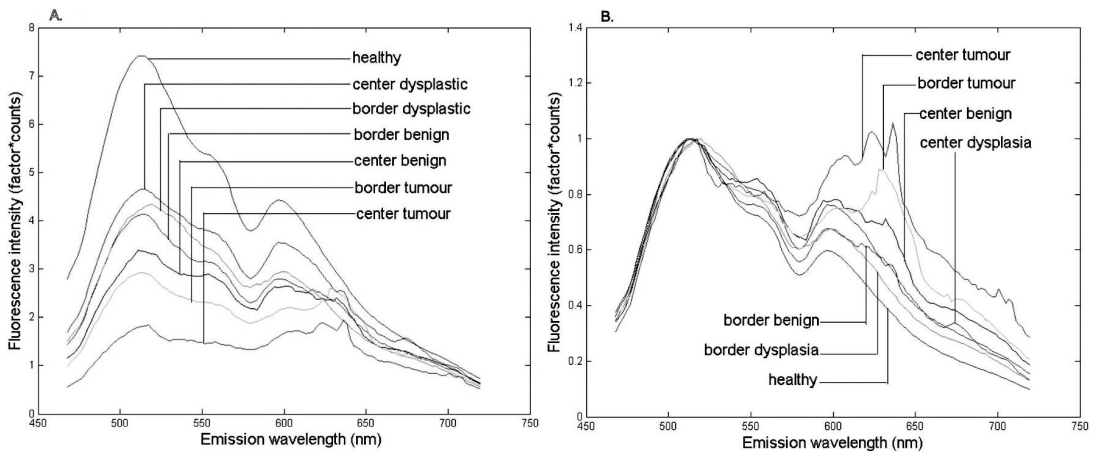 A.
Fluorescence intensity (factor*counts)
8
7
6
5
4
3
2
1
0
450
500
550
600
650
700
750
Emission wavelength (nm)
healthy
center dysplastic
border dysplastic
border benign
center benign
border tumour
center tumour
B.
Fluorescence intensity (factor*counts)
1.4
1.2
1
0.8
0.6
0.4
0.2
0
450
500
550
600
650
700
750
Emission wavelength (nm)
center tumour
border tumour
center benign
center dysplasia
border benign
border dysplasia
healthy